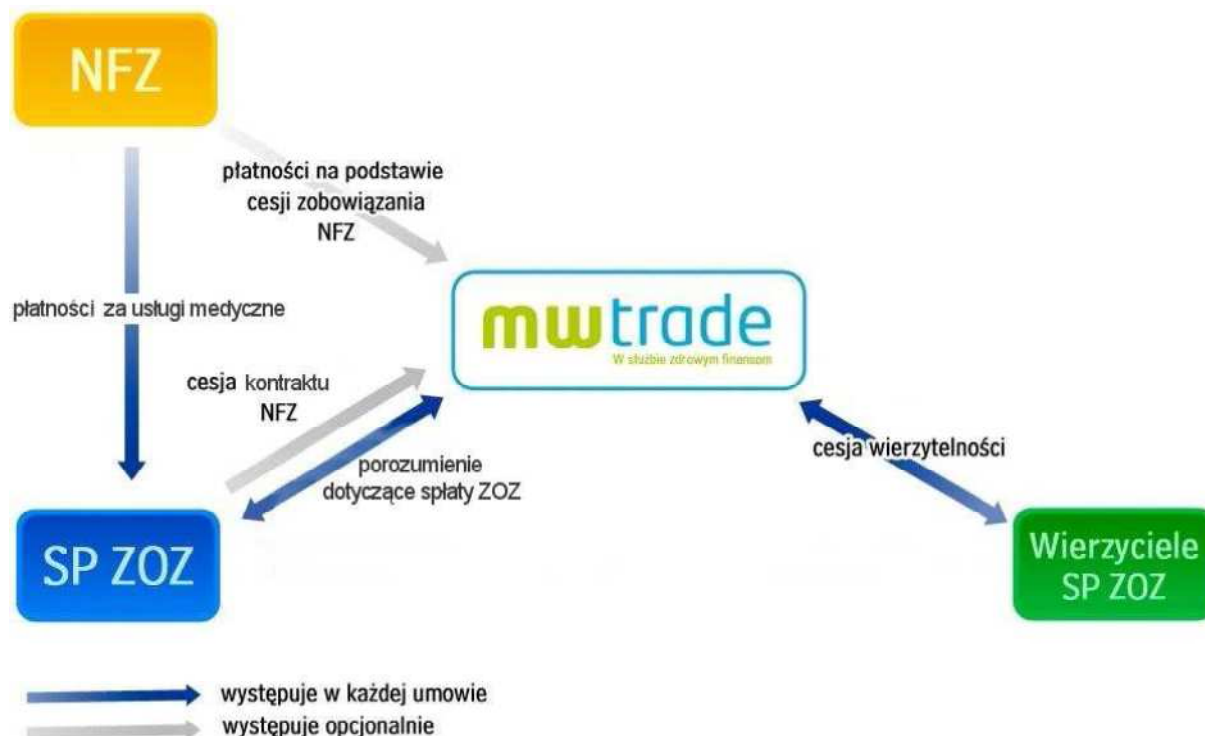 NFZ
płatności na podstawie
cesji zobowiązania
NFZ
płatności za usługi medyczne
mwtrade
W służbie zdrowym finansom
cesja kontraktu
NFZ
porozumienie
dotyczące spłaty ZOZ
cesja wierzytelności
SP ZOZ
Wierzyciele
SP ZOZ
występuje w każdej umowie
występuje opcjonalnie